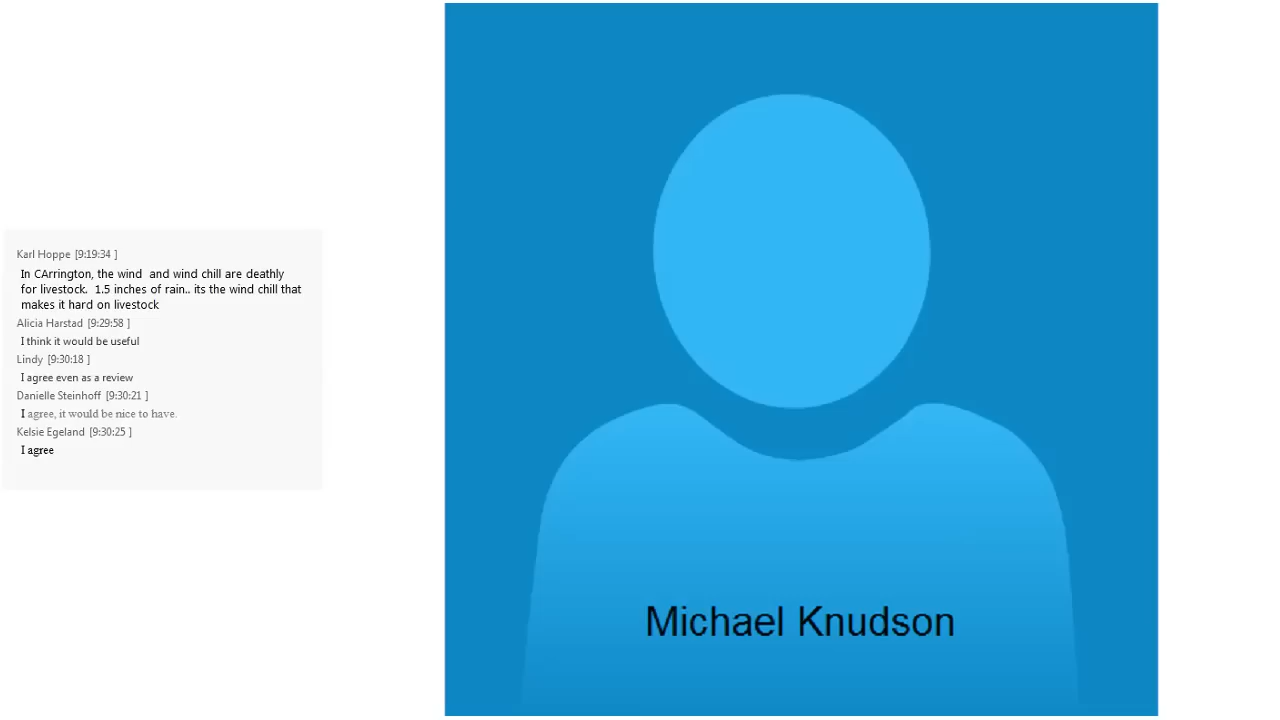 Karl Hoppe [9:19:34 ]
In CArrington, the wind  and wind chill are deathly
for livestock.  1.5 inches of rain.. its the wind chill that
makes it hard on livestock
Alicia Harstad [9:29:58 ]
I think it would be useful
Lindy [9:30:18 ]
I agree even as a review
Danielle Steinhoff [9:30:21 ]
I agree, it would be nice to have.
Kelsie Egeland [9:30:25 ]
I agree
Michael Knudson